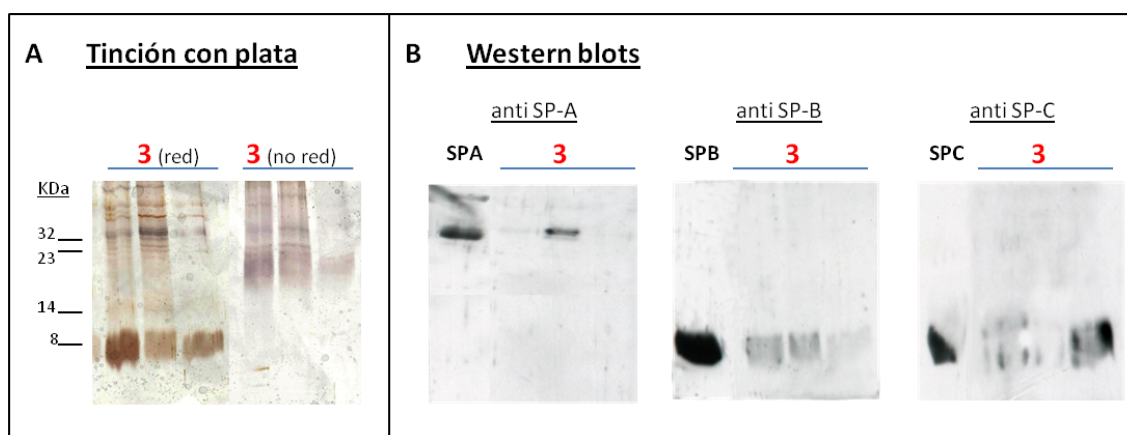 A Tinción con plata
3 (red) 3 (no red)
KDa
32
23
14
8
B Western blots
anti SP-A anti SP-B anti SP-C
SPA 3 SPB 3 SPC 3